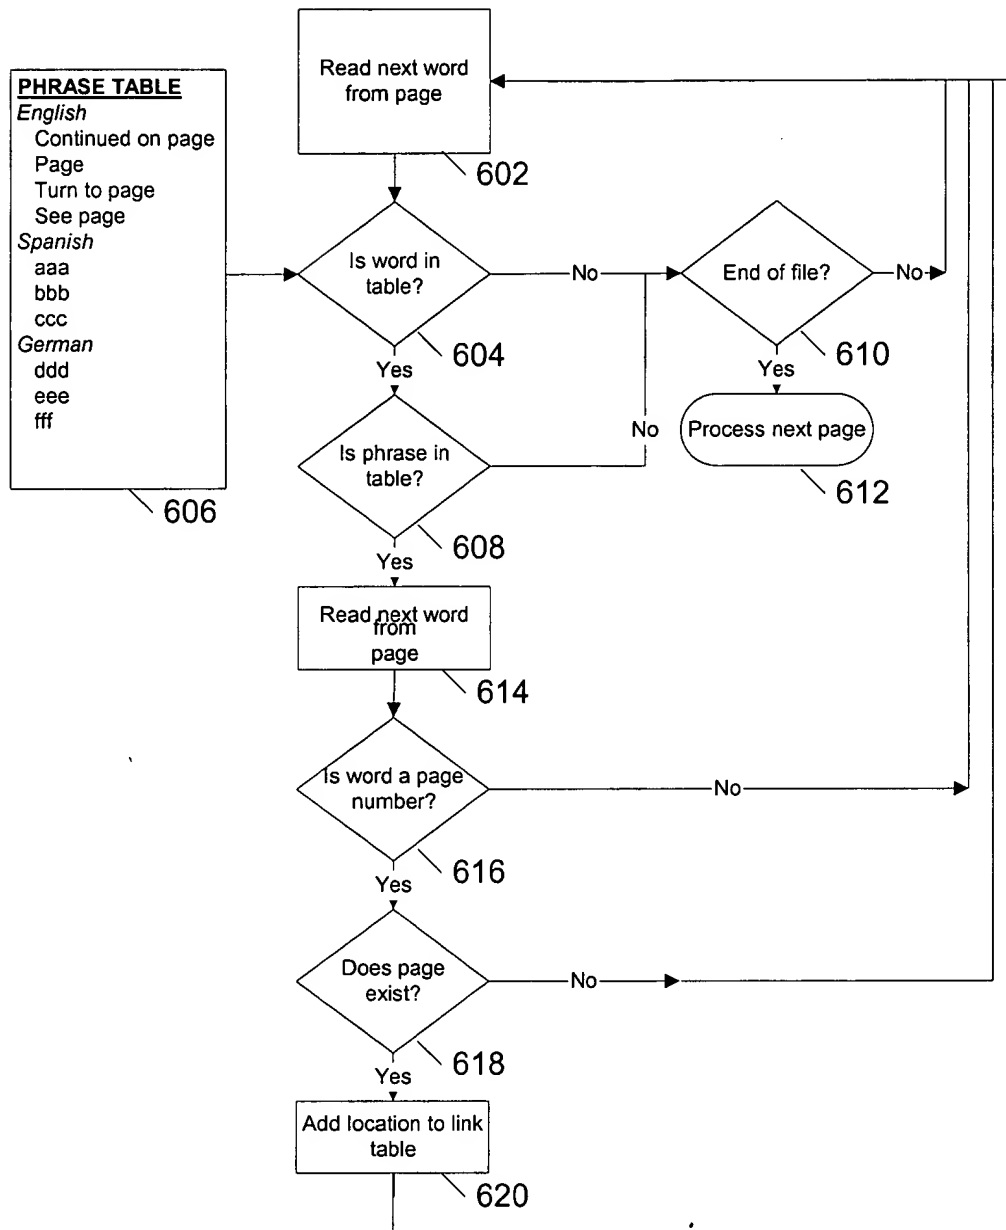 Read next word
from page
602
PHRASE TABLE
English
Continued on page
Page
Turn to page
See page
Spanish
aaa
bbb
ccc
German
ddd
eee
fff
606
Is word in
table?
604
No
End of file?
610
No
Yes
Process next page
612
Yes
Is phrase in
table?
608
No
Yes
Read next word
from
page
614
Is word a page
number?
616
No
Yes
Does page
exist?
618
No
Yes
Add location to link
table
620